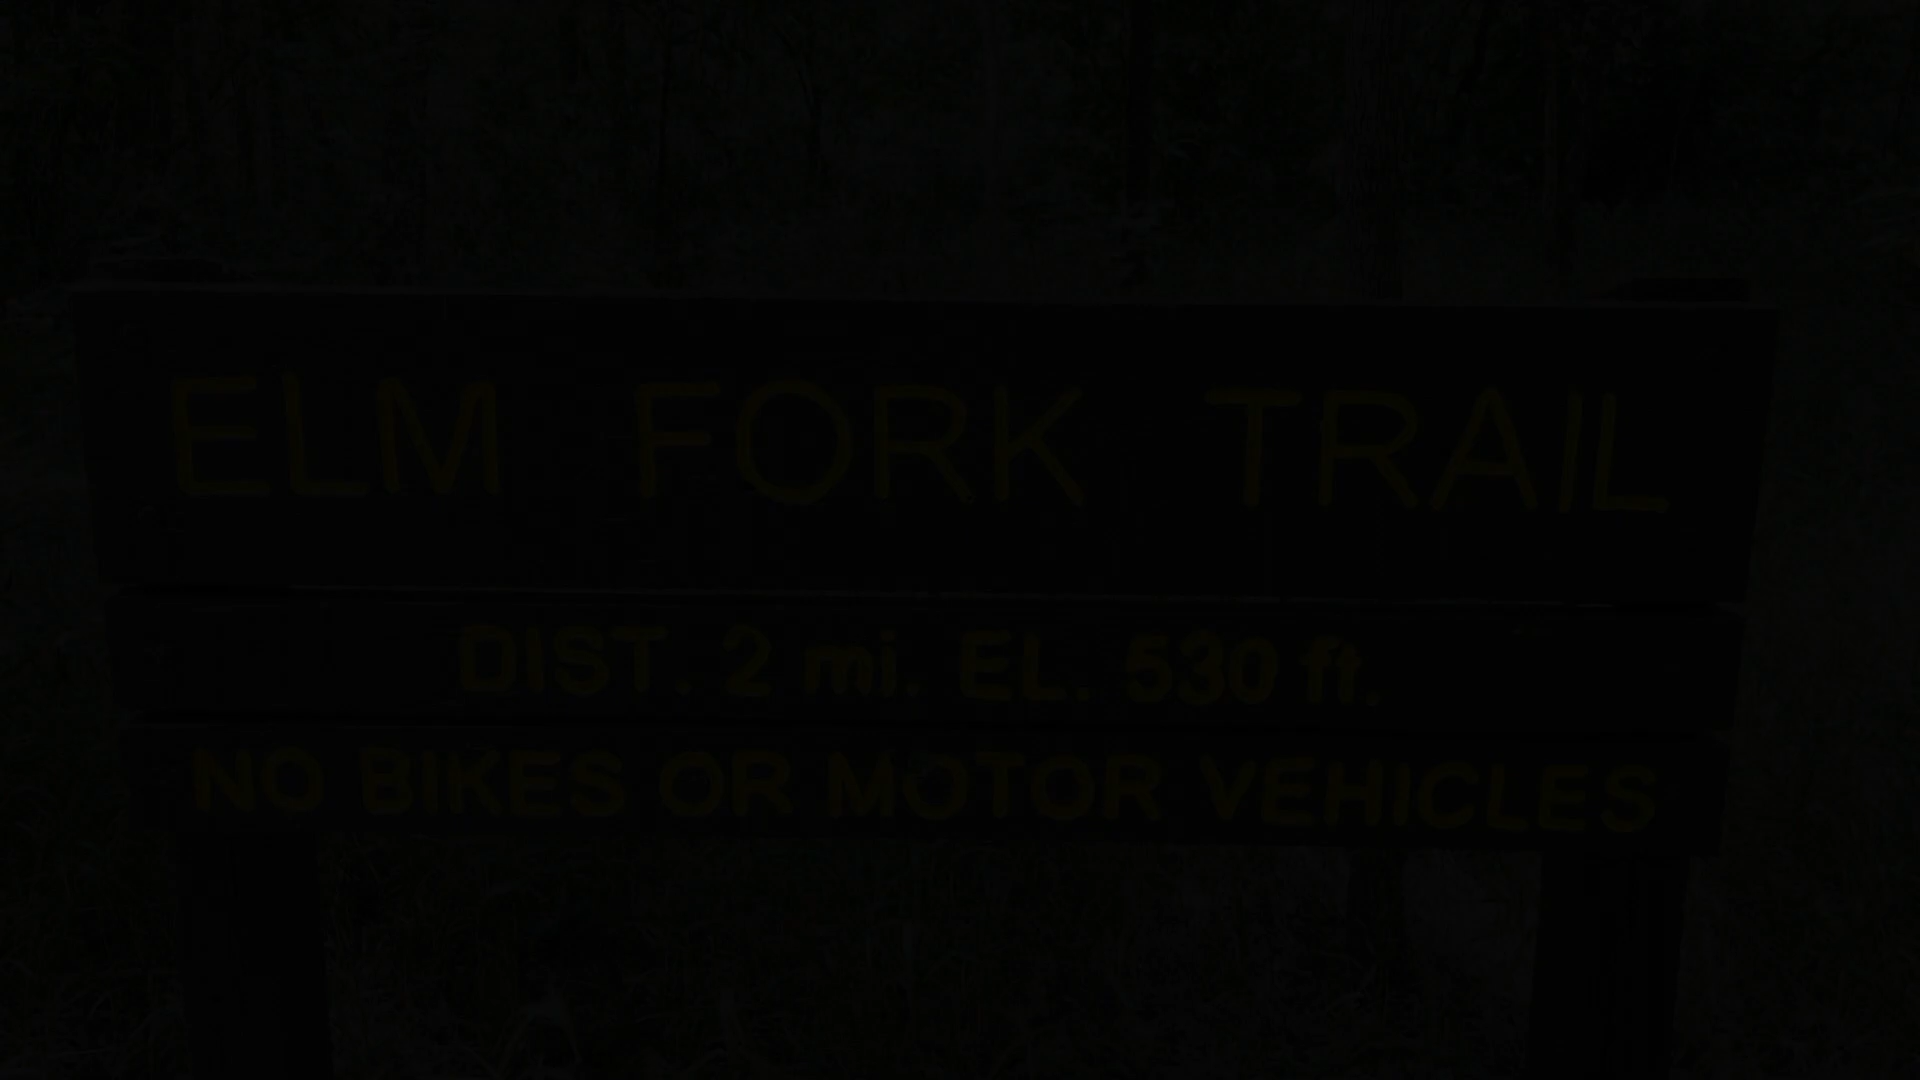 ELM FORK TRAIL
DIST. 2 mi. EL. 530 ft.
NO BIKES OR MOTOR VEHICLES